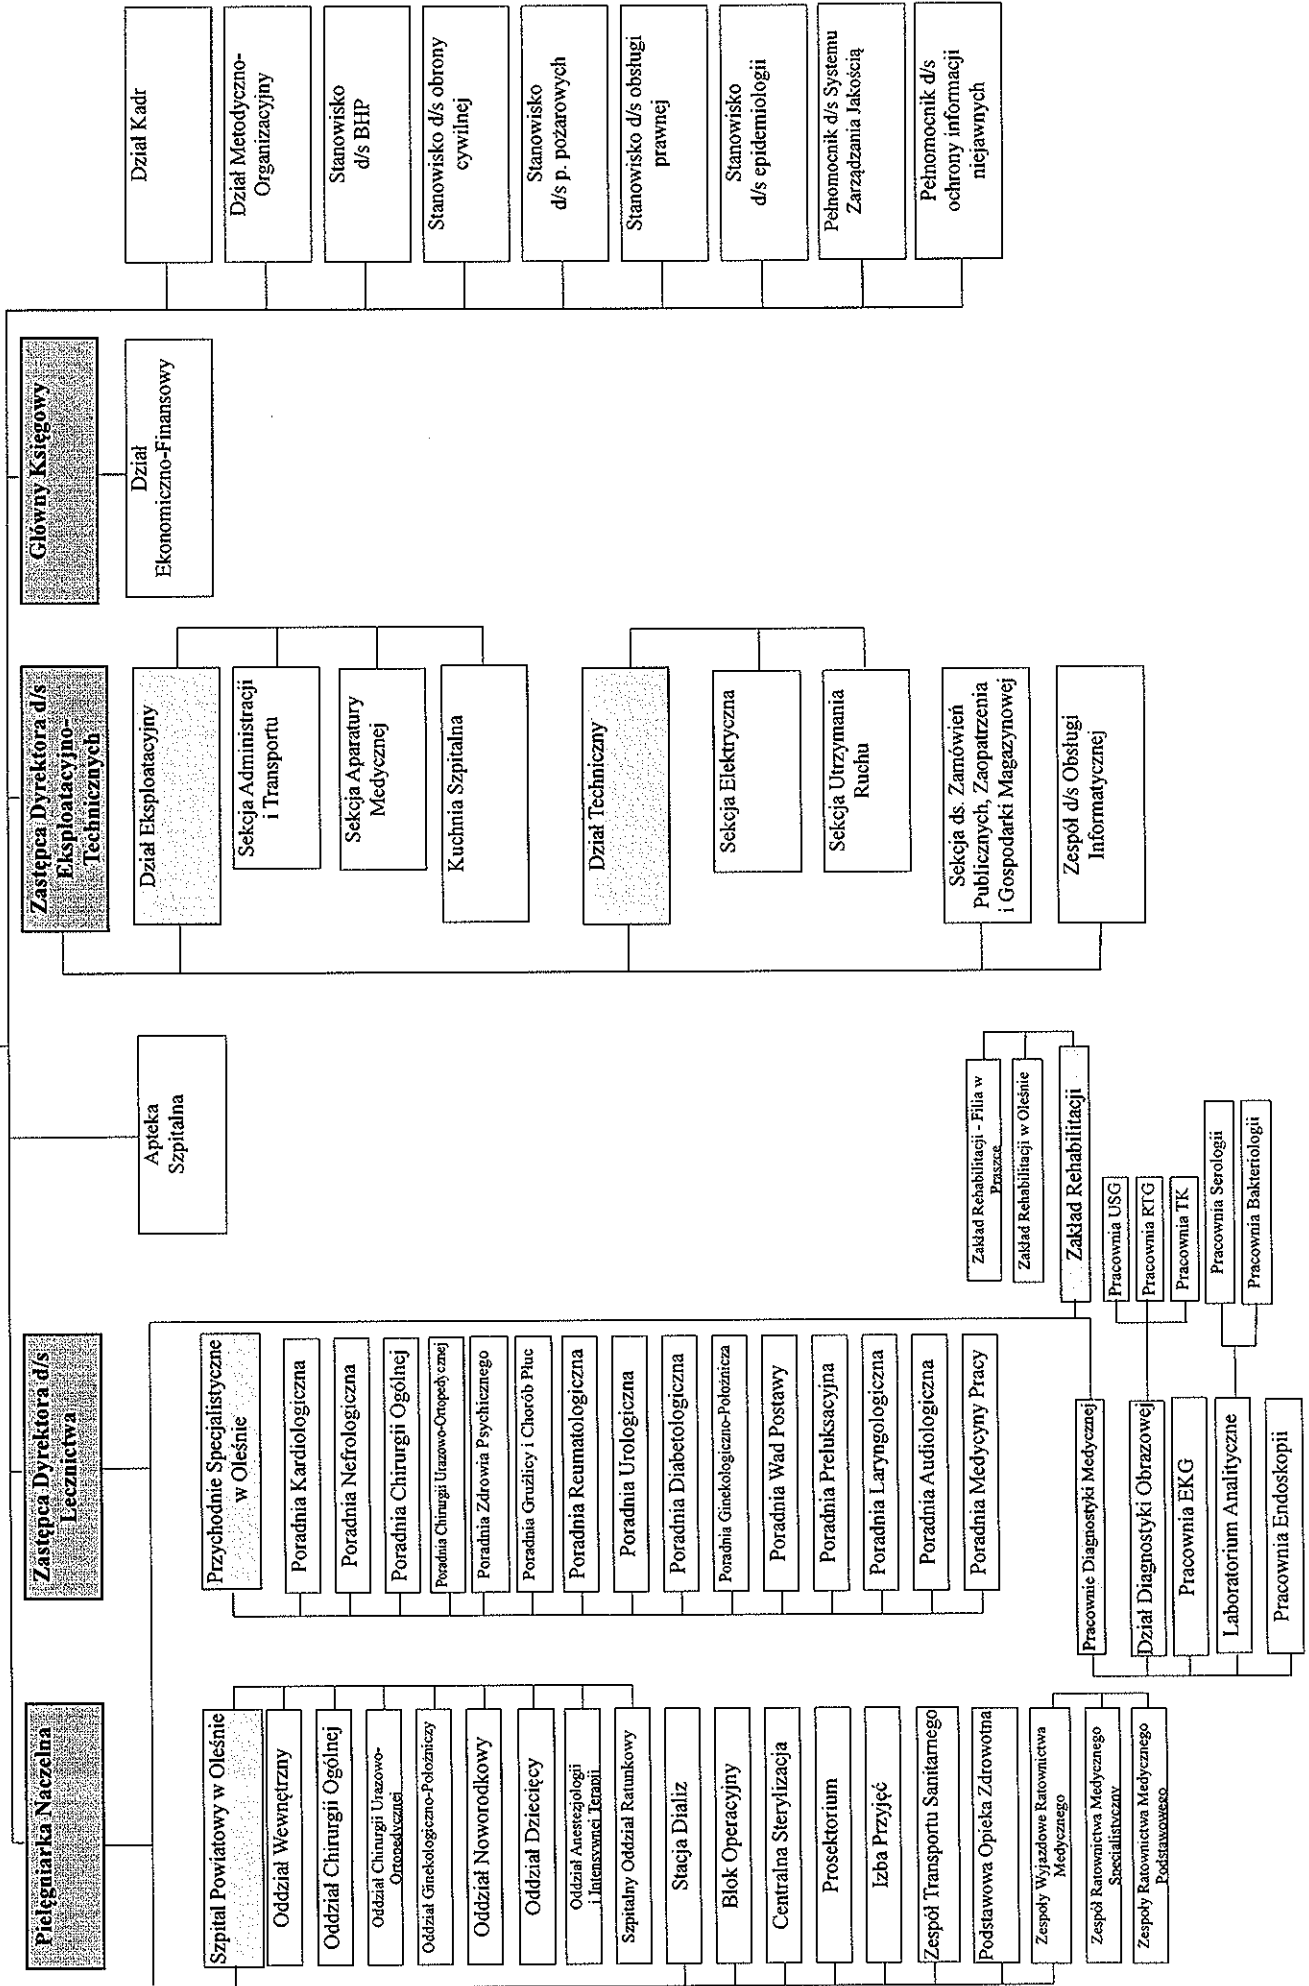 Pielęgniarka Naczelna
Szpital Powiatowy w Oleśnie
Oddział Wewnętrzny
Oddział Chirurgii Ogólnej
Oddział Chirurgii Urazowo-
Ortopedycznej
Oddział Ginekologiczno-Położniczy
Oddział Noworodkowy
Oddział Dziecięcy
Oddział Anestezjologii
i Intensywnej Terapii
Szpitalny Oddział Ratunkowy
Stacja Dializ
Blok Operacyjny
Centralna Sterylizacja
Prosektorium
Izba Przyjęć
Zespół Transportu Sanitarnego
Podstawowa Opieka Zdrowotna
Zespoły Wyjazdowe Ratownictwa
Medycznego
Zespół Ratownictwa Medycznego
Specjalistyczny
Zespoły Ratownictwa Medycznego
Podstawowego
Zastępca Dyrektora d/s
Lecznictwa
Przychodnie Specjalistyczne
w Oleśnie
Poradnia Kardiologiczna
Poradnia Nefrologiczna
Poradnia Chirurgii Ogólnej
Poradnia Chirurgii Urazowo-Ortopedycznej
Poradnia Zdrowia Psychicznego
Poradnia Gruźlicy i Chorób Płuc
Poradnia Reumatologiczna
Poradnia Urologiczna
Poradnia Diabetologiczna
Poradnia Ginekologiczno-Położnicza
Poradnia Wad Postawy
Poradnia Preluksacyjna
Poradnia Laryngologiczna
Poradnia Audiologiczna
Poradnia Medycyny Pracy
Pracownie Diagnostyki Medycznej
Dział Diagnostyki Obrazowej
Pracownia EKG
Laboratorium Analityczne
Pracownia Endoskopii
Zakład Rehabilitacji - Filia w
Praszce
Zakład Rehabilitacji w Oleśnie
Zakład Rehabilitacji
Pracownia USG
Pracownia RTG
Pracownia TK
Pracownia Serologii
Pracownia Bakteriologii
Apteka
Szpitalna
Zastępca Dyrektora d/s
Eksploatacyjno-
Technicznych
Dział Eksploatacyjny
Sekcja Administracji
i Transportu
Sekcja Aparatury
Medycznej
Kuchnia Szpitalna
Dział Techniczny
Sekcja Elektryczna
Sekcja Utrzymania
Ruchu
Sekcja ds. Zamówień
Publicznych, Zaopatrzenia
i Gospodarki Magazynowej
Zespół d/s Obsługi
Informatycznej
Główny Księgowy
Dział
Ekonomiczno-Finansowy
Dział Kadr
Dział Metodyczno-
Organizacyjny
Stanowisko
d/s BHP
Stanowisko d/s obrony
cywilnej
Stanowisko
d/s p. pożarowych
Stanowisko d/s obsługi
prawnej
Stanowisko
d/s epidemiologii
Pełnomocnik d/s Systemu
Zarządzania Jakością
Pełnomocnik d/s
ochrony informacji
niejawnych